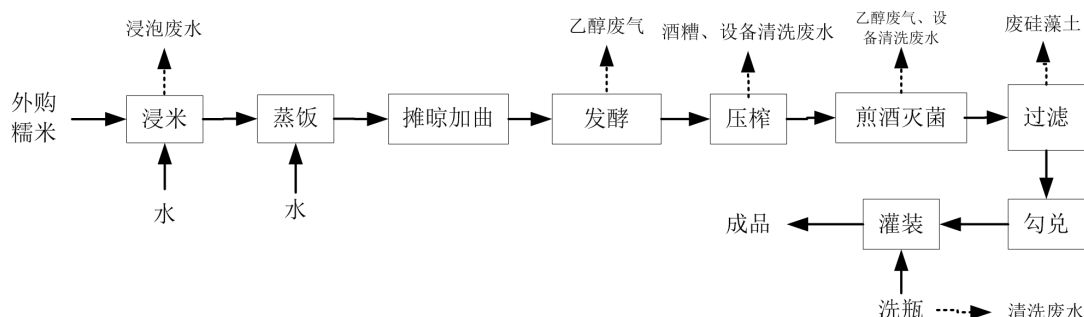 浸泡废水
乙醇废气
酒糟、设备清洗废水
乙醇废气、设
备清洗废水
废硅藻土
外购
糯米
浸米
蒸饭
摊晾加曲
发酵
压榨
煎酒灭菌
过滤
水
水
成品
灌装
勾兑
洗瓶
清洗废水